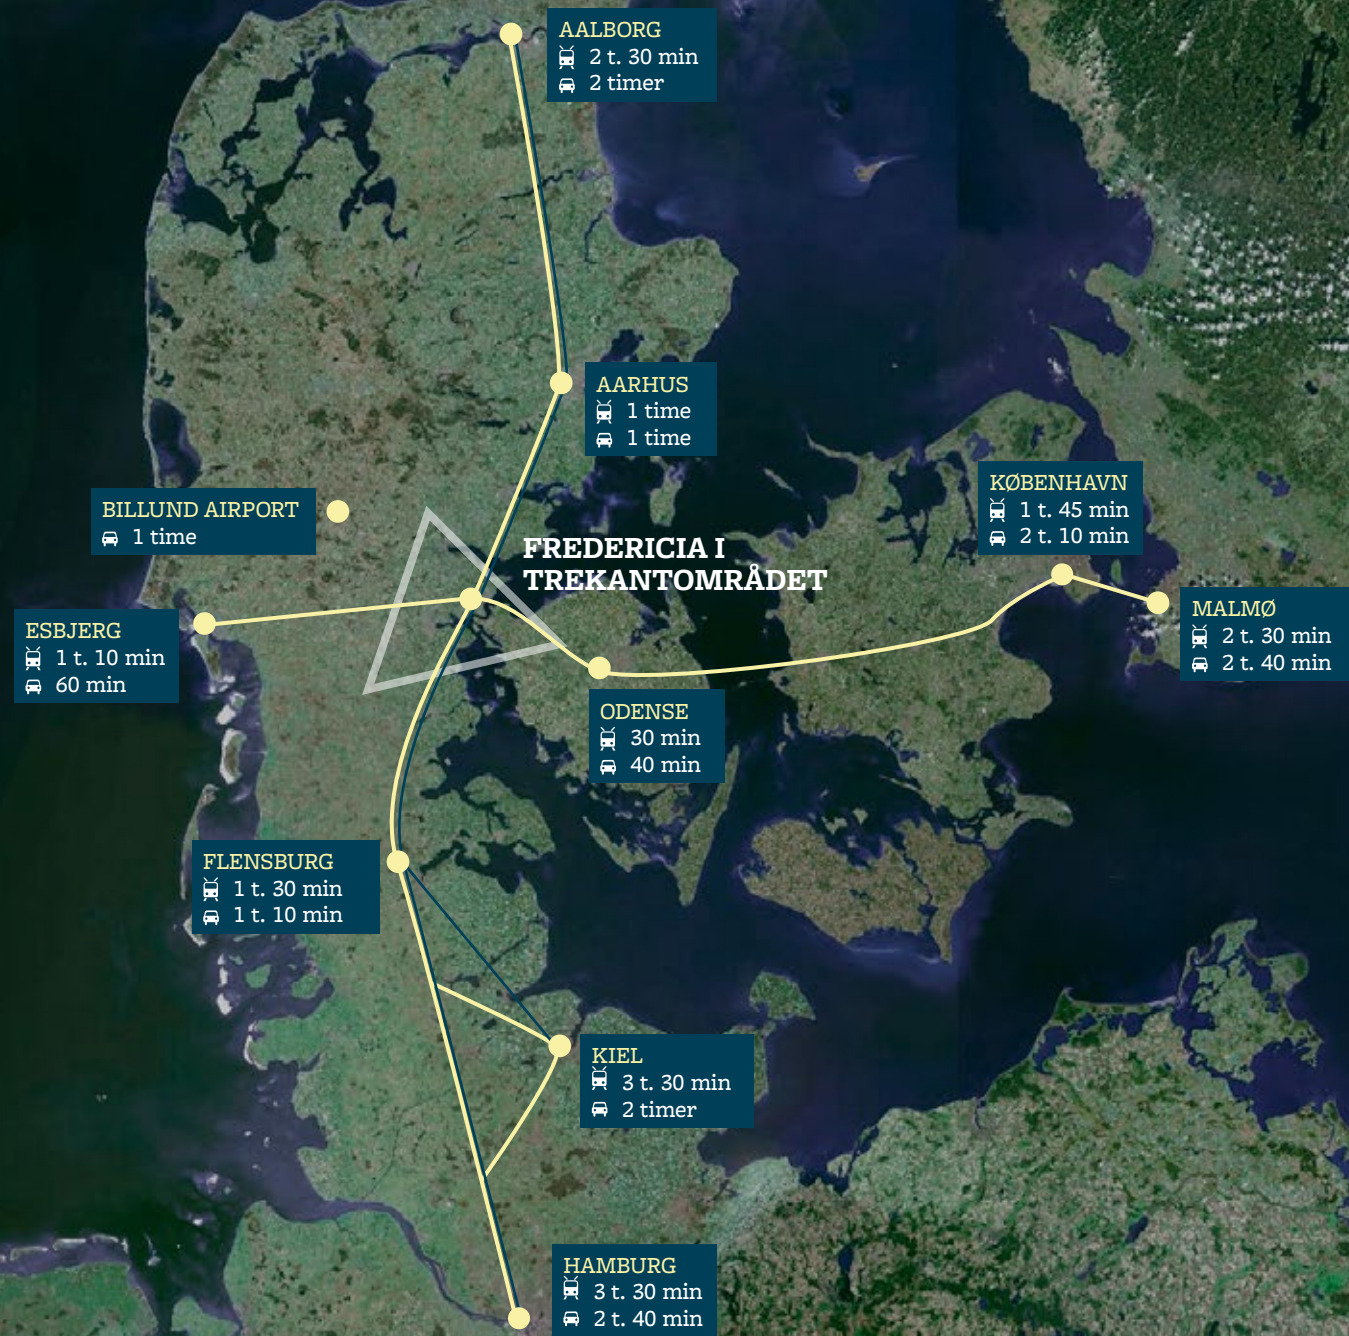 AALBORG
2 t. 30 min
2 timer
AARHUS
1 time
1 time
KØBENHAVN
1 t. 45 min
2 t. 10 min
BILLUND AIRPORT
1 time
FREDERICIA I
TREKANTOMRÅDET
MALMØ
2 t. 30 min
2 t. 40 min
ESBJERG
1 t. 10 min
60 min
ODENSE
30 min
40 min
FLENSBURG
1 t. 30 min
1 t. 10 min
KIEL
3 t. 30 min
2 timer
HAMBURG
3 t. 30 min
2 t. 40 min